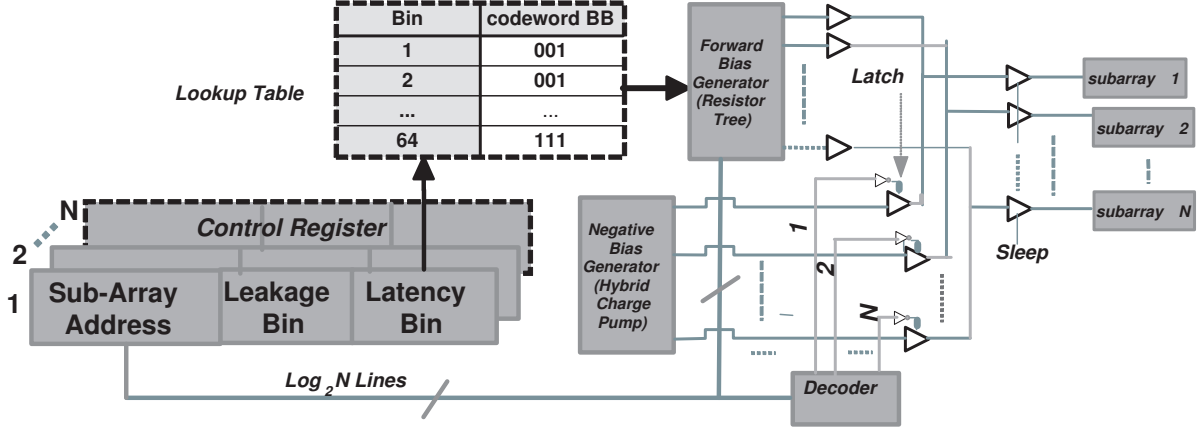 Bin codeword BB
1 001
2 001
... ...
64 111
Lookup Table
Forward
Bias
Generator
(Resistor
Tree)
Latch
subarray 1
subarray 2
subarray N
Sleep
N
2
1
Control Register
Sub-Array
Address
Leakage
Bin
Latency
Bin
Negative
Bias
Generator
(Hybrid
Charge
Pump)
1
2
N
Log2N Lines
Decoder